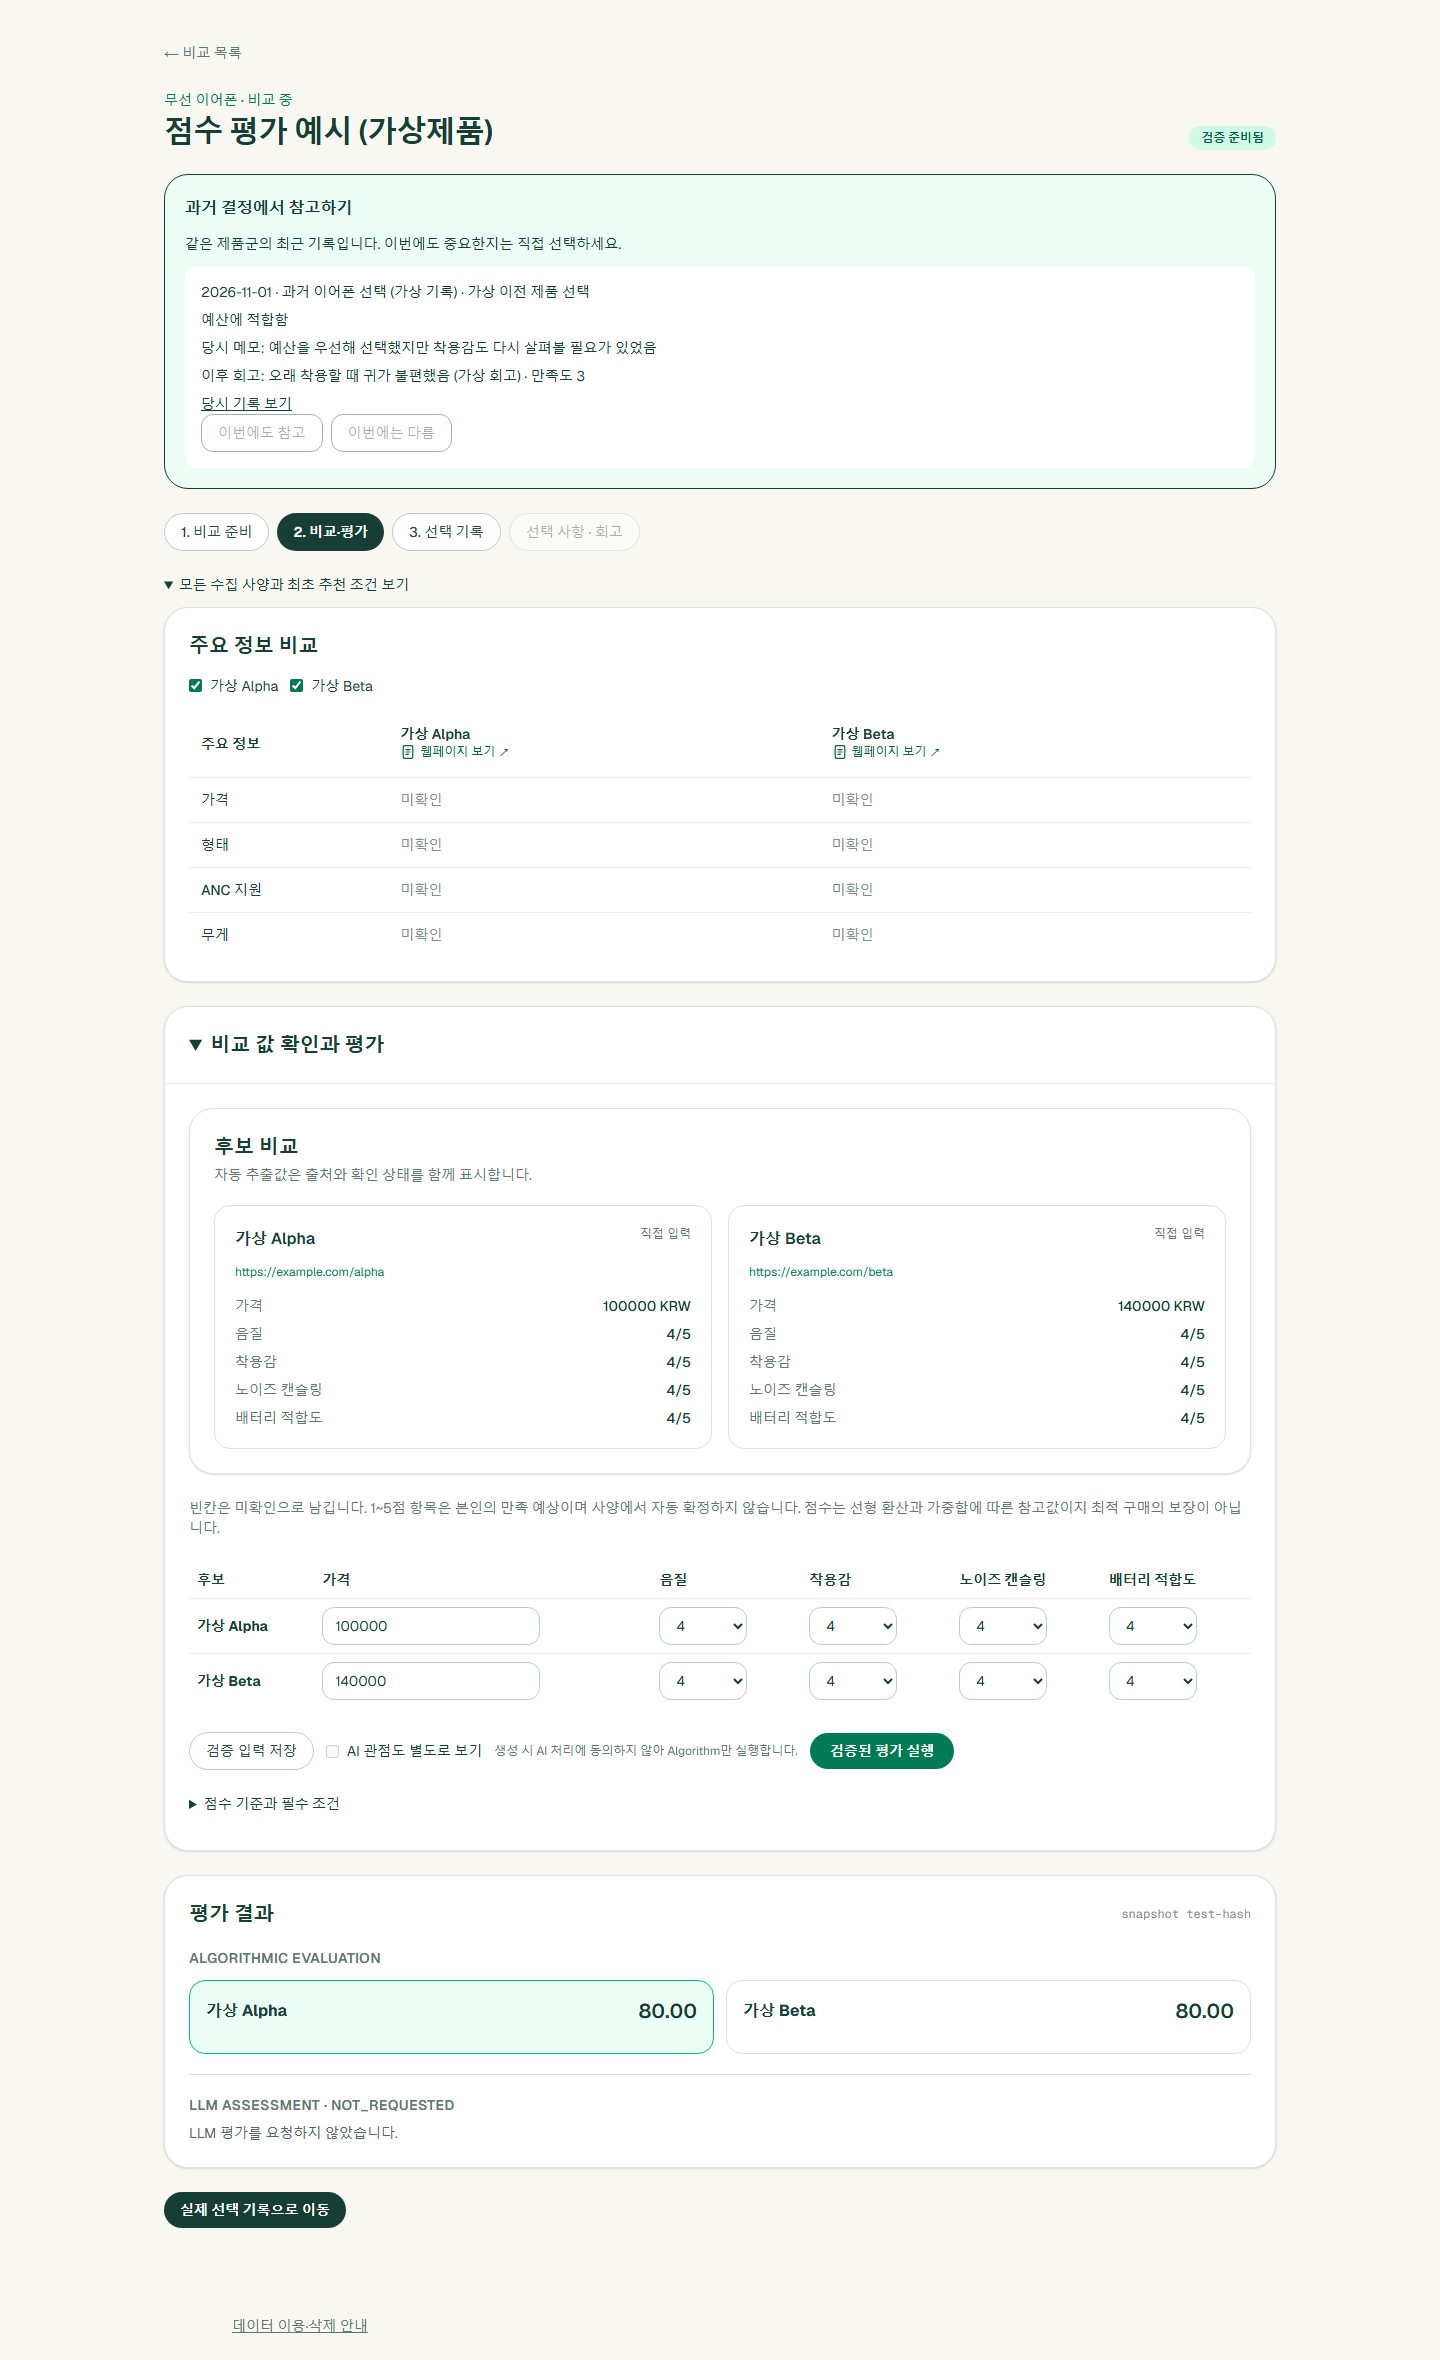 ← 비교 목록
무선 이어폰 · 비교 중
점수 평가 예시 (가상제품)
검증 준비됨
과거 결정에서 참고하기
같은 제품군의 최근 기록입니다. 이번에도 중요한지는 직접 선택하세요.
2026-11-01 · 과거 이어폰 선택 (가상 기록) · 가상 이전 제품 선택
예산에 적합함
당시 메모: 예산을 우선해 선택했지만 착용감도 다시 살펴볼 필요가 있었음
이후 회고: 오래 착용할 때 귀가 불편했음 (가상 회고) · 만족도 3
당시 기록 보기
이번에도 참고 이번에는 다름
1. 비교 준비 2. 비교·평가 3. 선택 기록 선택 사항 · 회고
▼ 모든 수집 사양과 최초 추천 조건 보기
주요 정보 비교
가상 Alpha 가상 Beta
주요 정보 가상 Alpha 가상 Beta
웹페이지 보기 ↗ 웹페이지 보기 ↗
가격 미확인 미확인
형태 미확인 미확인
ANC 지원 미확인 미확인
무게 미확인 미확인
▼ 비교 값 확인과 평가
후보 비교
자동 추출값은 출처와 확인 상태를 함께 표시합니다.
가상 Alpha 직접 입력
https://example.com/alpha
가격 100000 KRW
음질 4/5
착용감 4/5
노이즈 캔슬링 4/5
배터리 적합도 4/5
가상 Beta 직접 입력
https://example.com/beta
가격 140000 KRW
음질 4/5
착용감 4/5
노이즈 캔슬링 4/5
배터리 적합도 4/5
빈칸은 미확인으로 남깁니다. 1~5점 항목은 본인의 만족 예상이며 사양에서 자동 확정하지 않습니다. 점수는 선형 환산과 가중합에 따른 참고값이지 최적 구매의 보장이 아닙
니다.
후보 가격 음질 착용감 노이즈 캔슬링 배터리 적합도
가상 Alpha 100000 4 4 4 4
가상 Beta 140000 4 4 4 4
검증 입력 저장 AI 관점도 별도로 보기 생성 시 AI 처리에 동의하지 않아 Algorithm만 실행합니다. 검증된 평가 실행
▶ 점수 기준과 필수 조건
평가 결과 snapshot test-hash
ALGORITHMIC EVALUATION
가상 Alpha 80.00 가상 Beta 80.00
LLM ASSESSMENT · NOT_REQUESTED
LLM 평가를 요청하지 않았습니다.
실제 선택 기록으로 이동
데이터 이용·삭제 안내